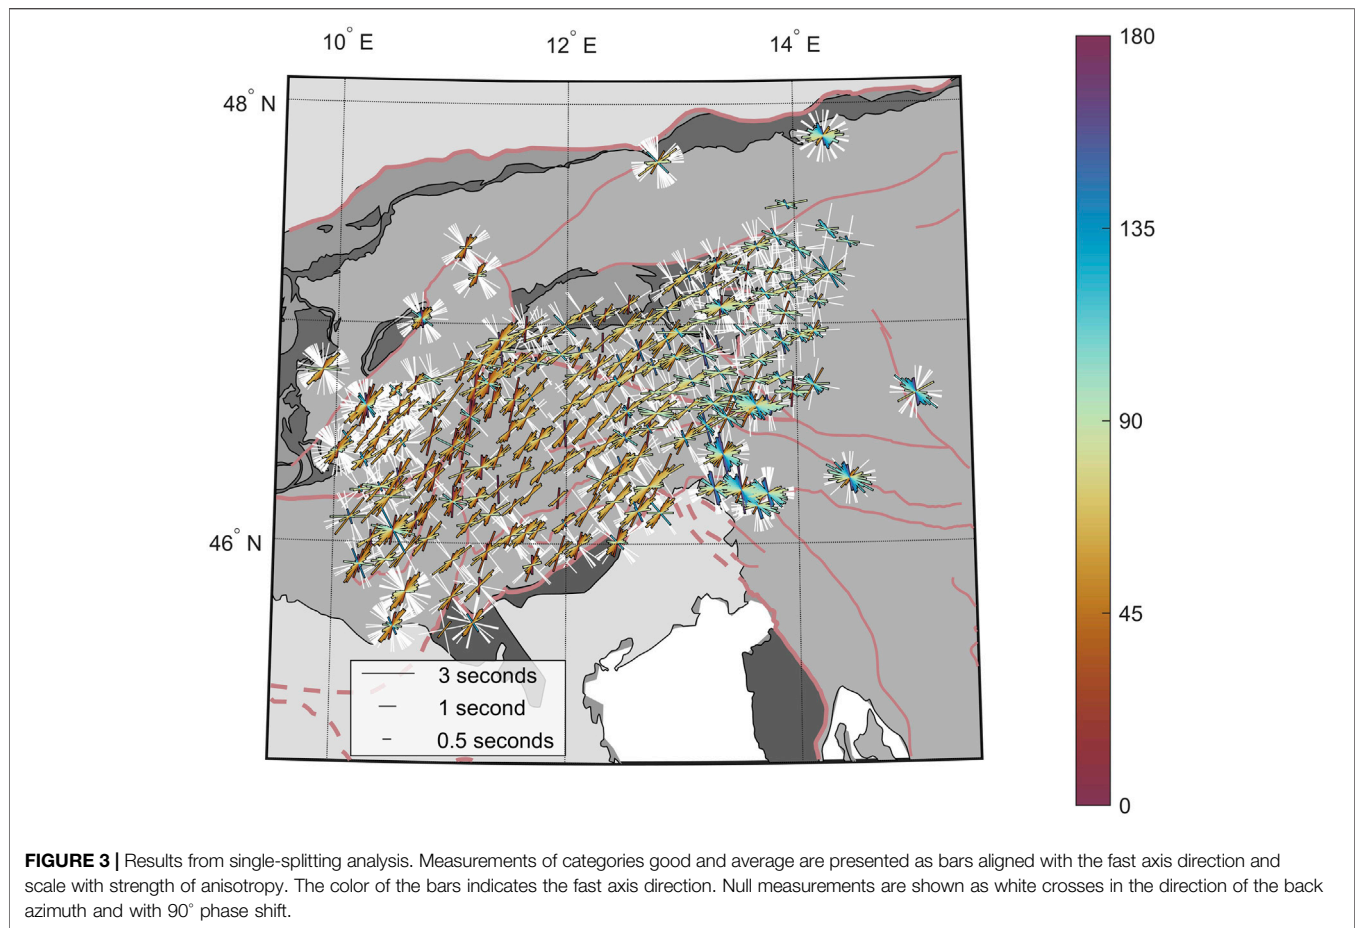 10° E
12° E
14° E
48° N
46° N
3 seconds
1 second
0.5 seconds
180
135
90
45
0
FIGURE 3 | Results from single-splitting analysis. Measurements of categories good and average are presented as bars aligned with the fast axis direction and
scale with strength of anisotropy. The color of the bars indicates the fast axis direction. Null measurements are shown as white crosses in the direction of the back
azimuth and with 90° phase shift.